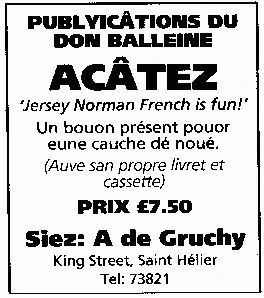 PUBLYICÂTIONS DU
DON BALLEINE
ACÂTEZ
'Jersey Norman French is fun!'
Un bouon présent pouor
eune cauche dé noué.
(Auve san propre livret et
cassette)
PRIX £7.50
Siez: A de Gruchy
King Street, Saint Hélier
Tel: 73821